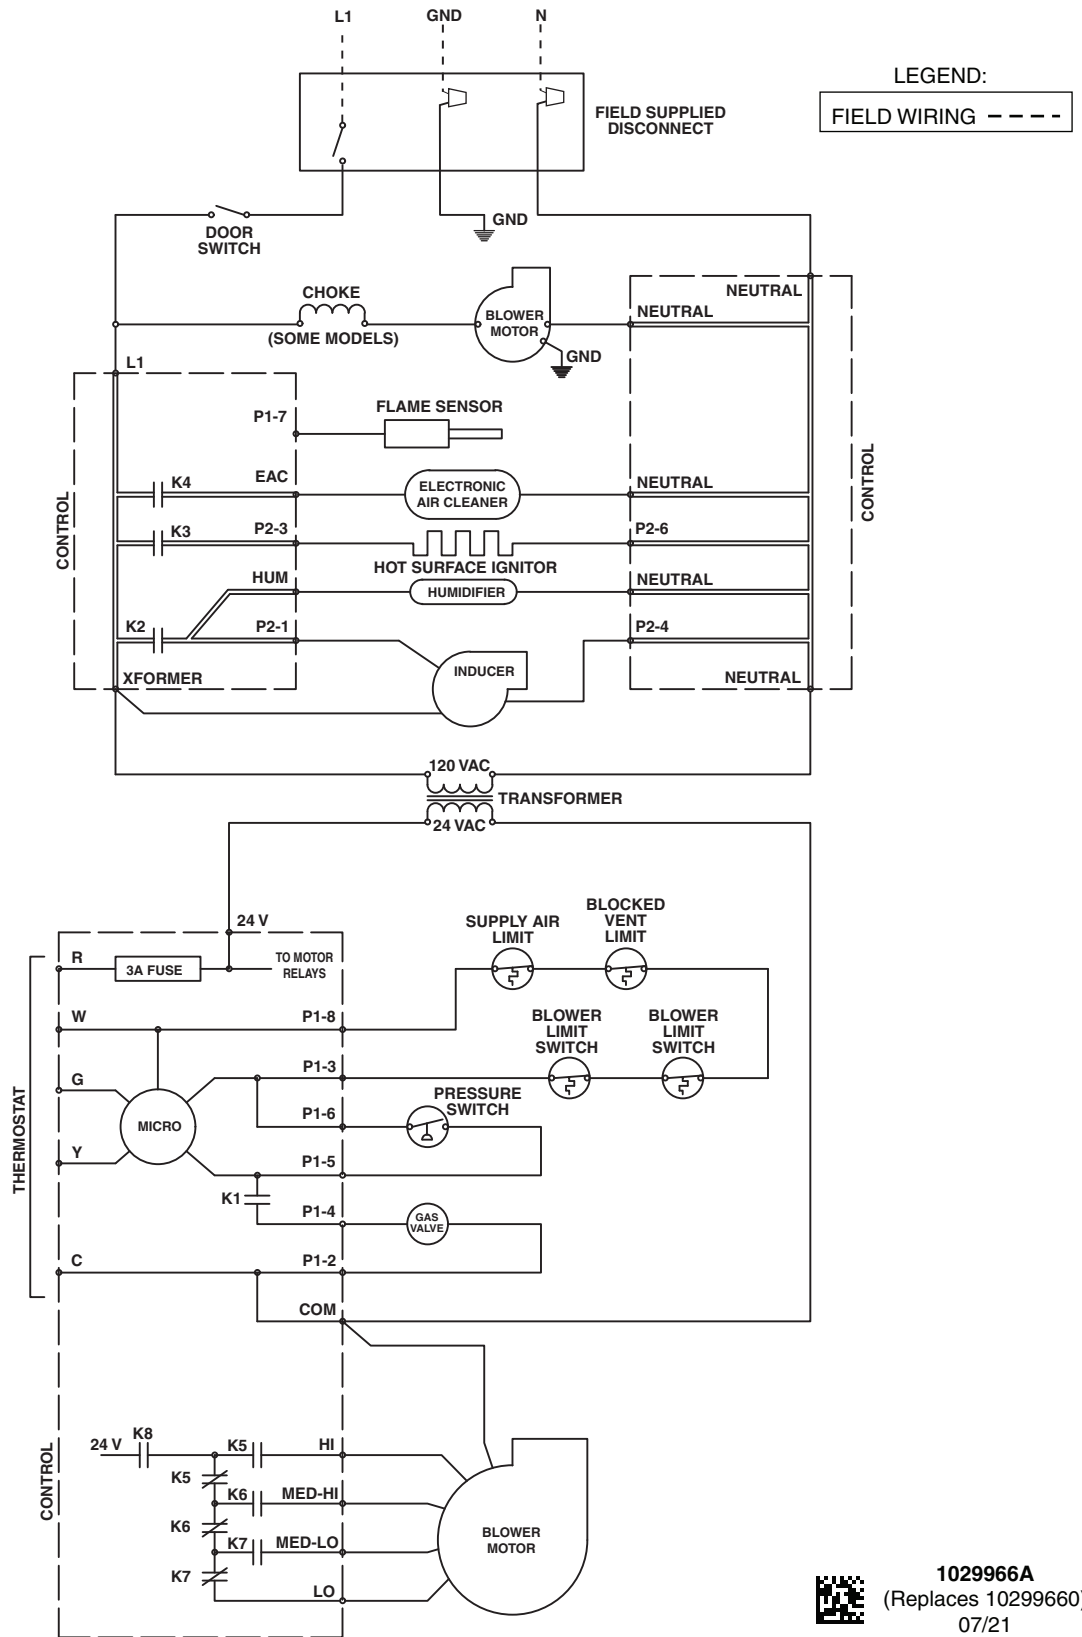 L1
GND
N
LEGEND:
FIELD WIRING
FIELD SUPPLIED
DISCONNECT
DOOR
SWITCH
GND
CHOKE
(SOME MODELS)
BLOWER
MOTOR
GND
NEUTRAL
NEUTRAL
L1
P1-7
FLAME SENSOR
CONTROL
CONTROL
K4
EAC
ELECTRONIC
AIR CLEANER
NEUTRAL
K3
P2-3
HOT SURFACE IGNITOR
P2-6
HUM
HUMIDIFIER
NEUTRAL
K2
P2-1
INDUCER
P2-4
XFORMER
NEUTRAL
120 VAC
TRANSFORMER
24 VAC
24 V
R
3A FUSE
TO MOTOR
RELAYS
SUPPLY AIR
LIMIT
BLOCKED
VENT
LIMIT
W
P1-8
BLOWER
LIMIT
SWITCH
BLOWER
LIMIT
SWITCH
THERMOSTAT
G
P1-3
MICRO
P1-6
PRESSURE
SWITCH
Y
P1-5
K1
P1-4
GAS
VALVE
C
P1-2
COM
CONTROL
24 V
K8
K5
HI
K5
K6
MED-HI
K6
K7
MED-LO
K7
LO
BLOWER
MOTOR
1029966A
(Replaces 10299660)
07/21